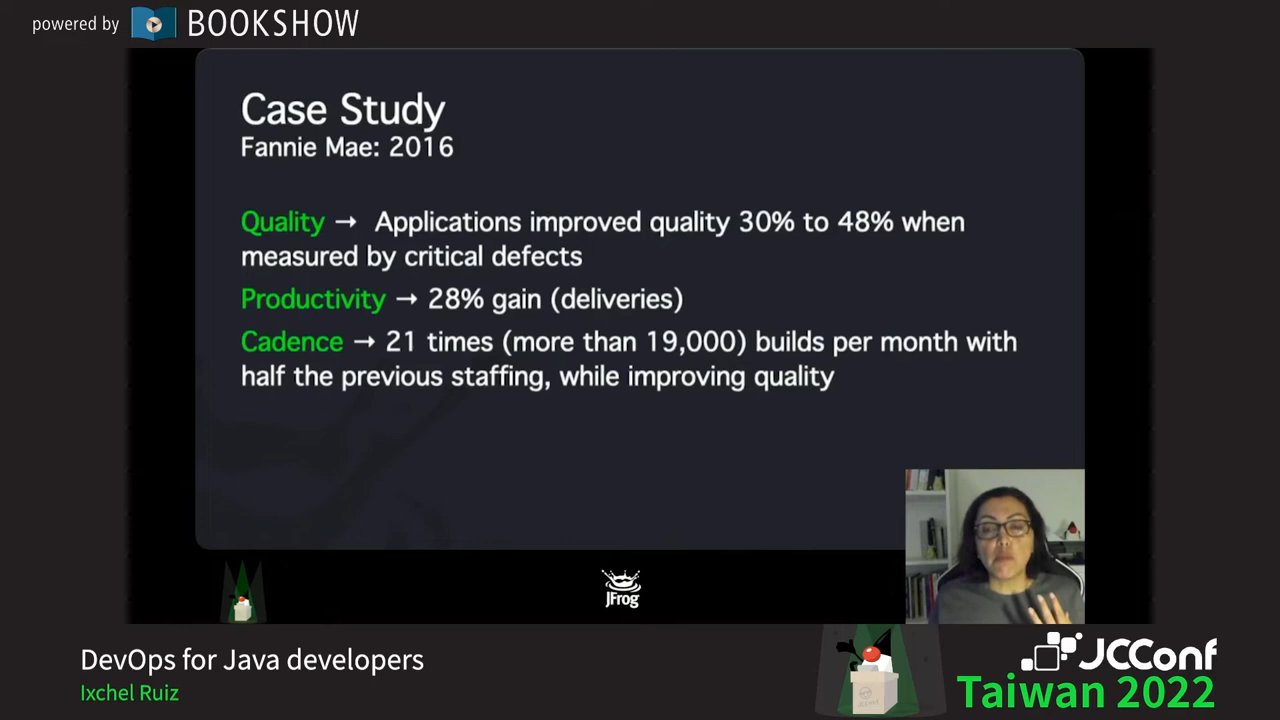 powered by BOOKSHOW
Case Study
Fannie Mae: 2016
Quality → Applications improved quality 30% to 48% when
measured by critical defects
Productivity → 28% gain (deliveries)
Cadence → 21 times (more than 19,000) builds per month with
half the previous staffing, while improving quality
JFrog
DevOps for Java developers
Ixchel Ruiz
JCConf
Taiwan 2022